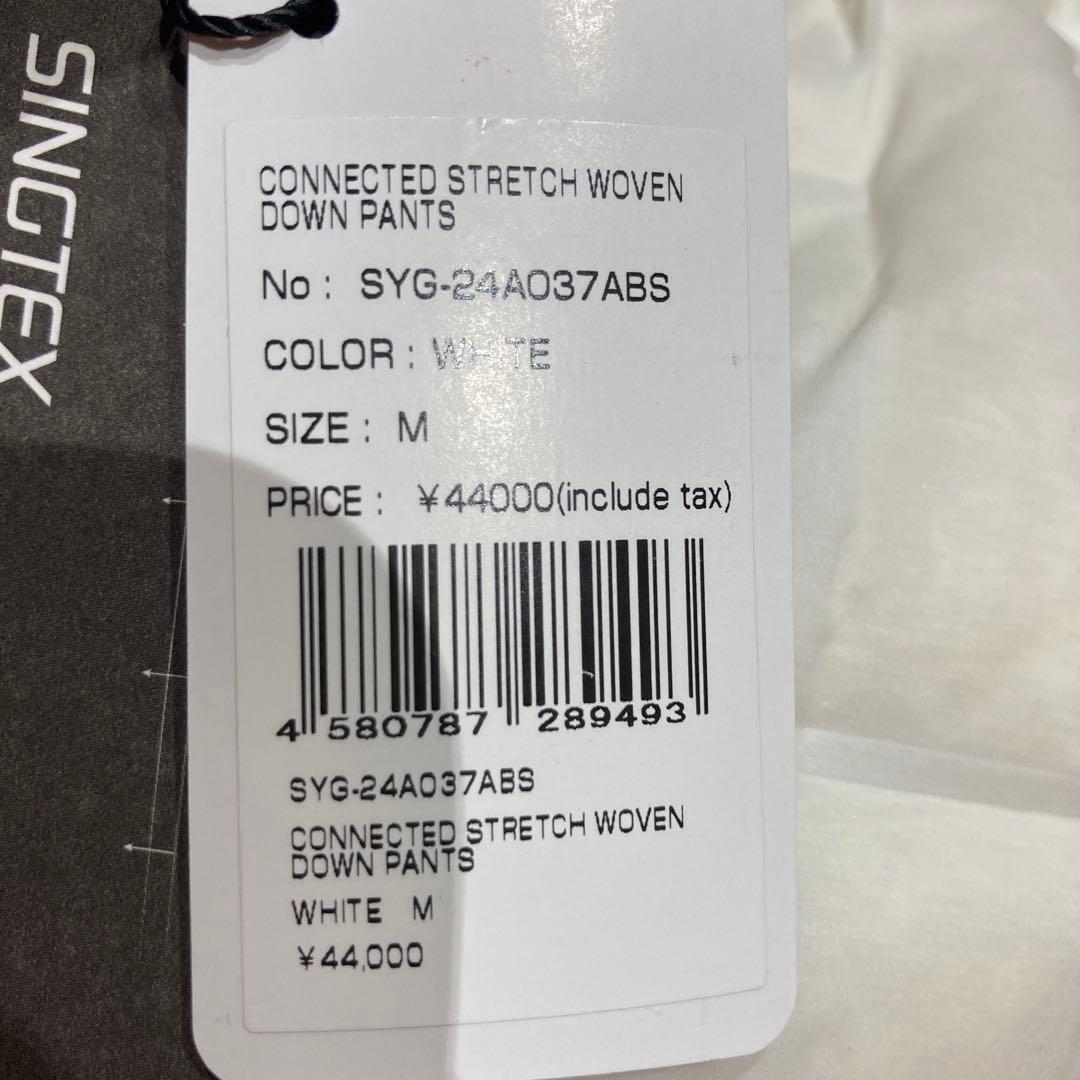 SINGTEX
CONNECTED STRETCH WOVEN
DOWN PANTS
No : SYG-24A037ABS
COLOR : WHITE
SIZE : M
PRICE : ¥44000(include tax)
4 580787 289493
SYG-24A037ABS
CONNECTED STRETCH WOVEN
DOWN PANTS
WHITE M
¥44,000